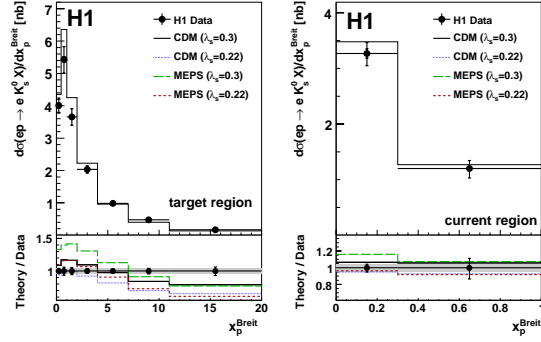 dσ(ep → e K⁰ₛ X)/dxₚᴮʳᵉⁱᵗ [nb]
H1
H1 Data
CDM (λₛ=0.3)
CDM (λₛ=0.22)
MEPS (λₛ=0.3)
MEPS (λₛ=0.22)
7
6
5
4
3
2
1
target region
Theory / Data
1.5
1
0 5 10 15 20
xₚᴮʳᵉⁱᵗ
dσ(ep → e K⁰ₛ X)/dxₚᴮʳᵉⁱᵗ [nb]
H1
H1 Data
CDM (λₛ=0.3)
CDM (λₛ=0.22)
MEPS (λₛ=0.3)
MEPS (λₛ=0.22)
4
2
current region
Theory / Data
1.2
1
0.8
0.0 0.2 0.4 0.6 0.8 1
xₚᴮʳᵉⁱᵗ